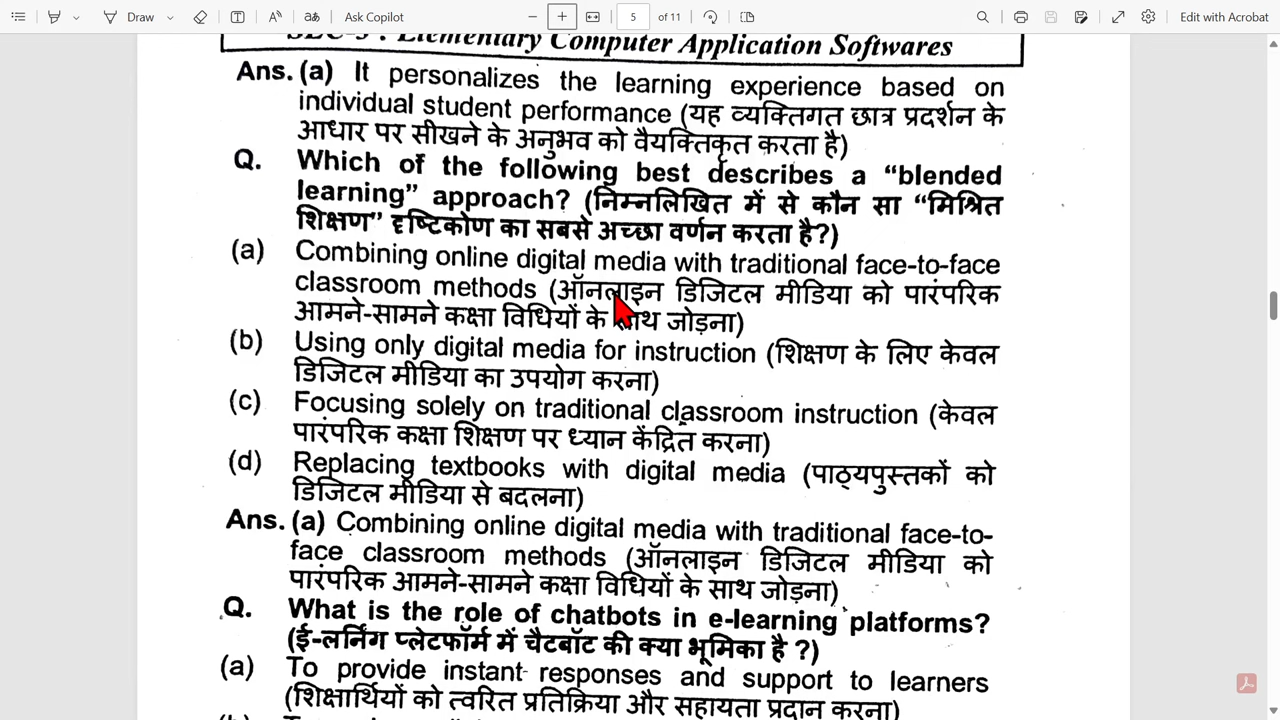 Draw
Ask Copilot
5 of 11
Edit with Acrobat
SEC-3 : Elementary Computer Application Softwares
Ans. (a) It personalizes the learning experience based on
individual student performance (यह व्यक्तिगत छात्र प्रदर्शन के
आधार पर सीखने के अनुभव को वैयक्तिकृत करता है)
Q. Which of the following best describes a “blended
learning” approach? (निम्नलिखित में से कौन सा “मिश्रित
शिक्षण” दृष्टिकोण का सबसे अच्छा वर्णन करता है?)
(a) Combining online digital media with traditional face-to-face
classroom methods (ऑनलाइन डिजिटल मीडिया को पारंपरिक
आमने-सामने कक्षा विधियों के साथ जोड़ना)
(b) Using only digital media for instruction (शिक्षण के लिए केवल
डिजिटल मीडिया का उपयोग करना)
(c) Focusing solely on traditional classroom instruction (केवल
पारंपरिक कक्षा शिक्षण पर ध्यान केंद्रित करना)
(d) Replacing textbooks with digital media (पाठ्यपुस्तकों को
डिजिटल मीडिया से बदलना)
Ans. (a) Combining online digital media with traditional face-to-
face classroom methods (ऑनलाइन डिजिटल मीडिया को
पारंपरिक आमने-सामने कक्षा विधियों के साथ जोड़ना)
Q. What is the role of chatbots in e-learning platforms?
(ई-लर्निंग प्लेटफॉर्म में चैटबॉट की क्या भूमिका है ?)
(a) To provide instant responses and support to learners
(शिक्षार्थियों को त्वरित प्रतिक्रिया और सहायता प्रदान करना)